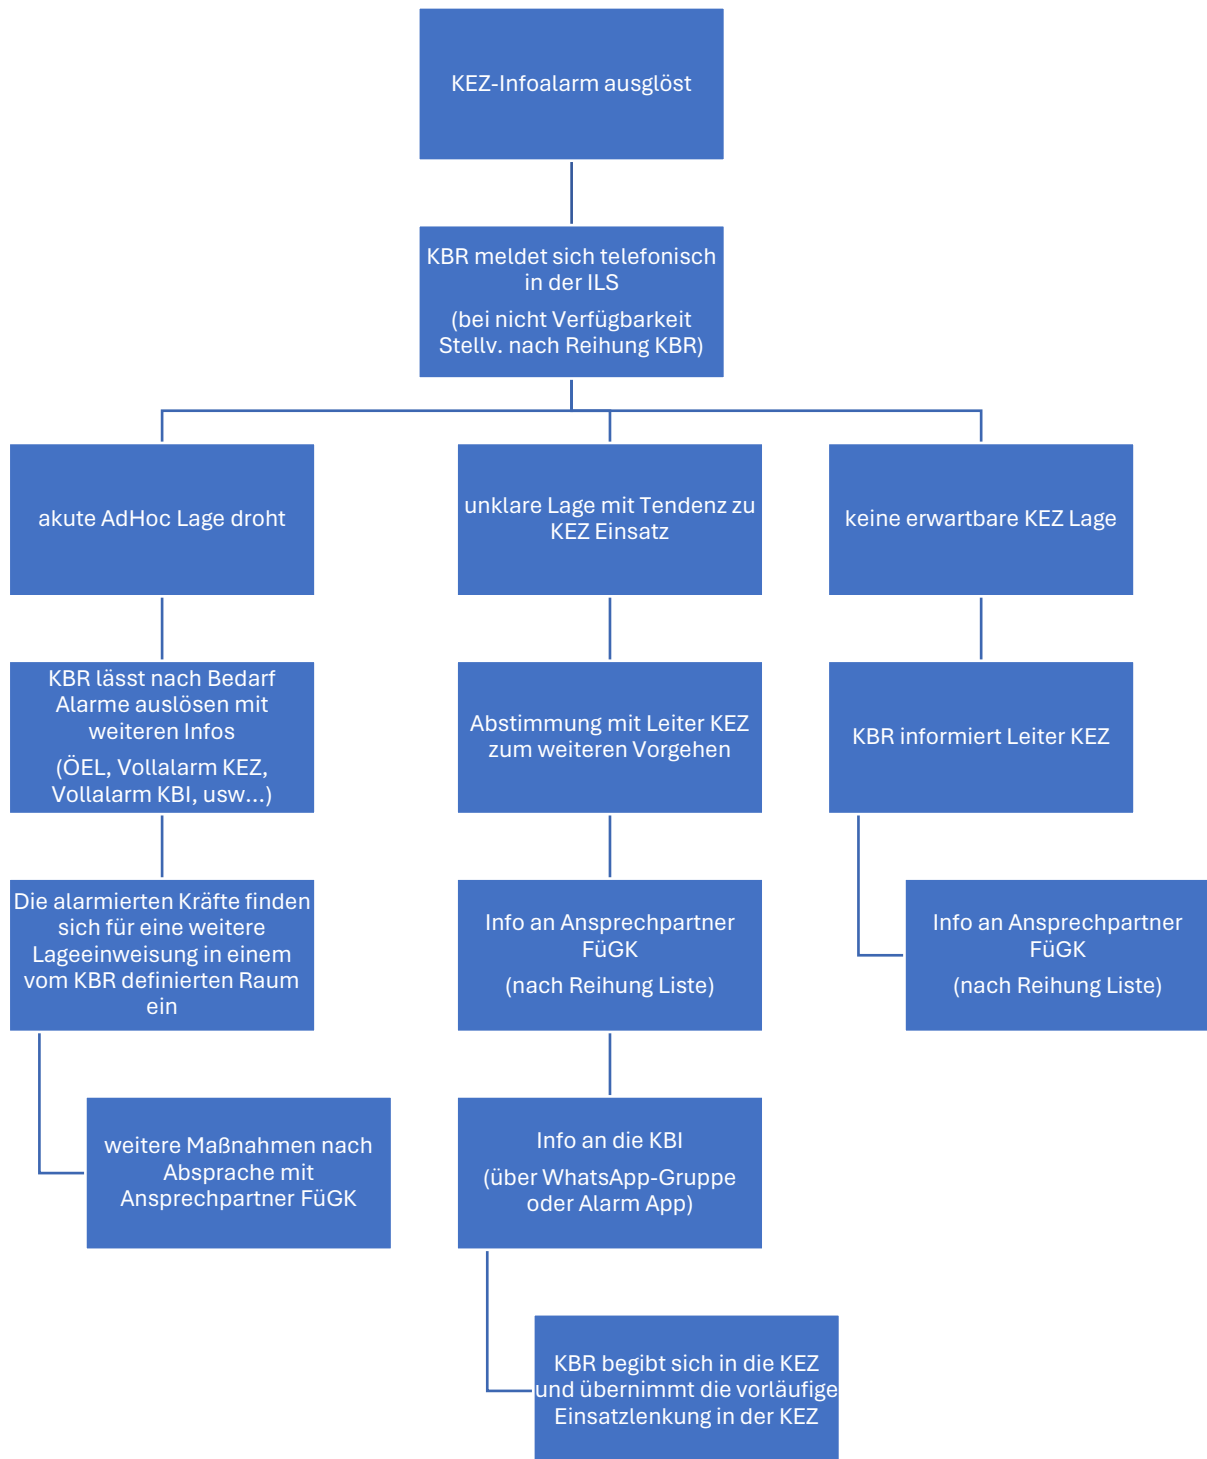 KEZ-Infoalarm ausglöst
KBR meldet sich telefonisch
in der ILS
(bei nicht Verfügbarkeit
Stellv. nach Reihung KBR)
akute AdHoc Lage droht
unklare Lage mit Tendenz zu
KEZ Einsatz
keine erwartbare KEZ Lage
KBR lässt nach Bedarf
Alarme auslösen mit
weiteren Infos
(ÖEL, Vollalarm KEZ,
Vollalarm KBI, usw...)
Abstimmung mit Leiter KEZ
zum weiteren Vorgehen
KBR informiert Leiter KEZ
Die alarmierten Kräfte finden
sich für eine weitere
Lageeinweisung in einem
vom KBR definierten Raum
ein
Info an Ansprechpartner
FüGK
(nach Reihung Liste)
Info an Ansprechpartner
FüGK
(nach Reihung Liste)
weitere Maßnahmen nach
Absprache mit
Ansprechpartner FüGK
Info an die KBI
(über WhatsApp-Gruppe
oder Alarm App)
KBR begibt sich in die KEZ
und übernimmt die vorläufige
Einsatzlenkung in der KEZ